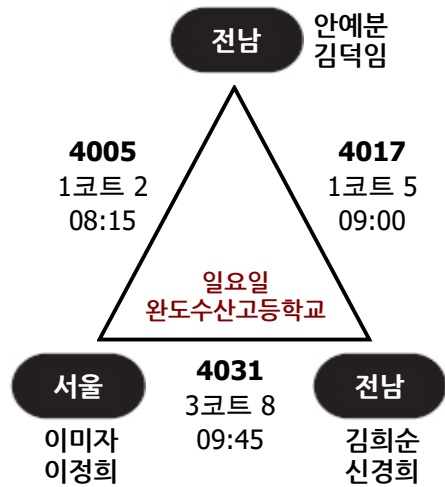 전남
안예분
김덕임
4005
1코트 2
08:15
4017
1코트 5
09:00
일요일
완도수산고등학교
서울
이미자
이정희
4031
3코트 8
09:45
전남
김희순
신경희